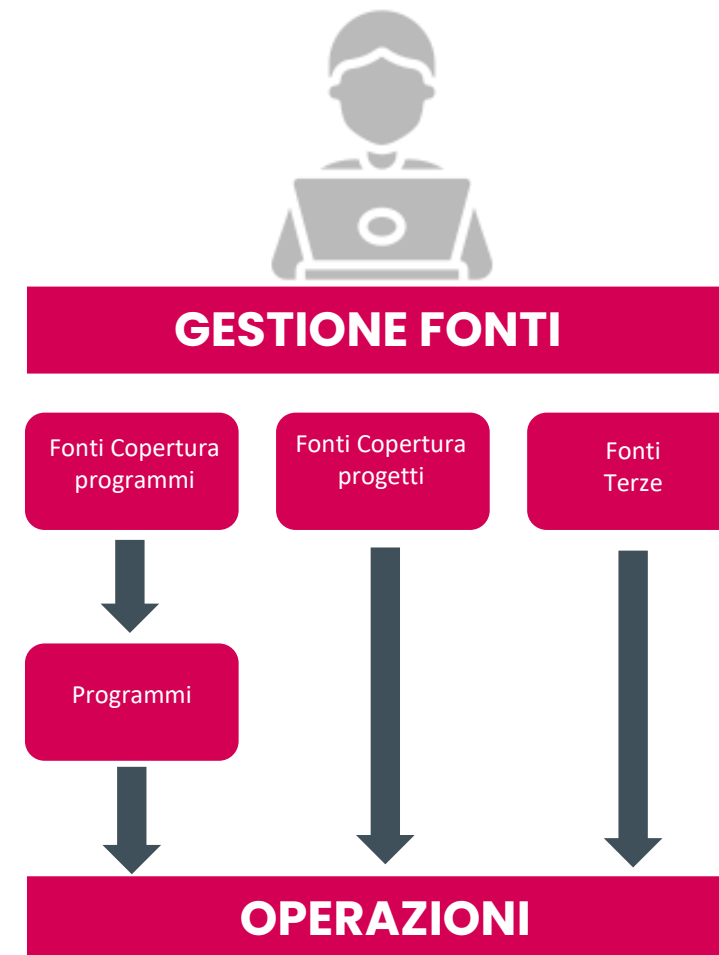 GESTIONE FONTI
Fonti Copertura
programmi
Fonti Copertura
progetti
Fonti
Terze
Programmi
OPERAZIONI